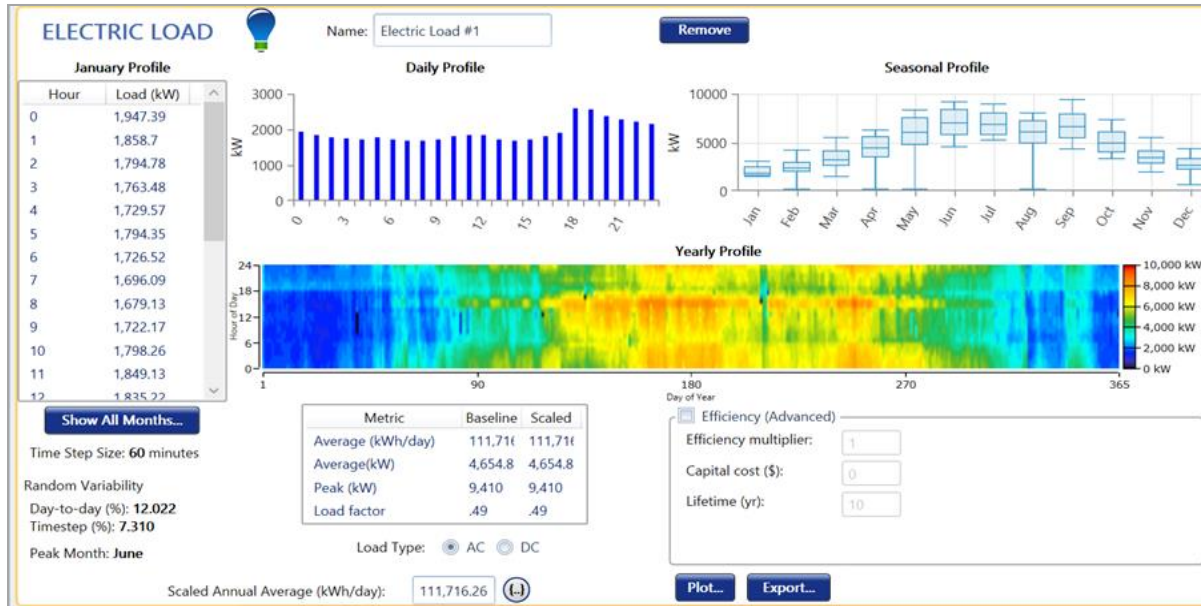 ELECTRIC LOAD
Name: Electric Load #1
Remove
January Profile
Hour Load (kW)
0 1,947.39
1 1,858.7
2 1,794.78
3 1,763.48
4 1,729.57
5 1,794.35
6 1,726.52
7 1,696.09
8 1,679.13
9 1,722.17
10 1,798.26
11 1,849.13
12 1,835.22
Show All Months...
Time Step Size: 60 minutes
Random Variability
Day-to-day (%): 12.022
Timestep (%): 7.310
Peak Month: June
Daily Profile
kW
3000
2000
1000
0
0 3 6 9 12 15 18 21
Seasonal Profile
kW
10000
5000
0
Jan Feb Mar Apr May Jun Jul Aug Sep Oct Nov Dec
Yearly Profile
Hour of Day
24
18
12
6
0
1 90 180 270 365
Day of Year
10,000 kW
8,000 kW
6,000 kW
4,000 kW
2,000 kW
0 kW
Metric Baseline Scaled
Average (kWh/day) 111,716 111,716
Average(kW) 4,654.8 4,654.8
Peak (kW) 9,410 9,410
Load factor .49 .49
Load Type: AC DC
Scaled Annual Average (kWh/day): 111,716.26 {..}
Efficiency (Advanced)
Efficiency multiplier: 1
Capital cost ($): 0
Lifetime (yr): 10
Plot... Export...